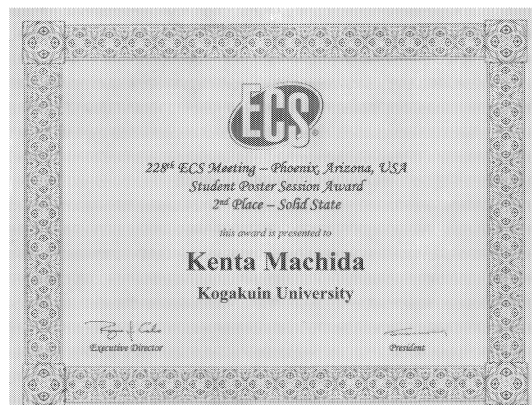 ECS®
228th ECS Meeting – Phoenix, Arizona, USA
Student Poster Session Award
2nd Place – Solid State
this award is presented to
Kenta Machida
Kogakuin University
Executive Director
President